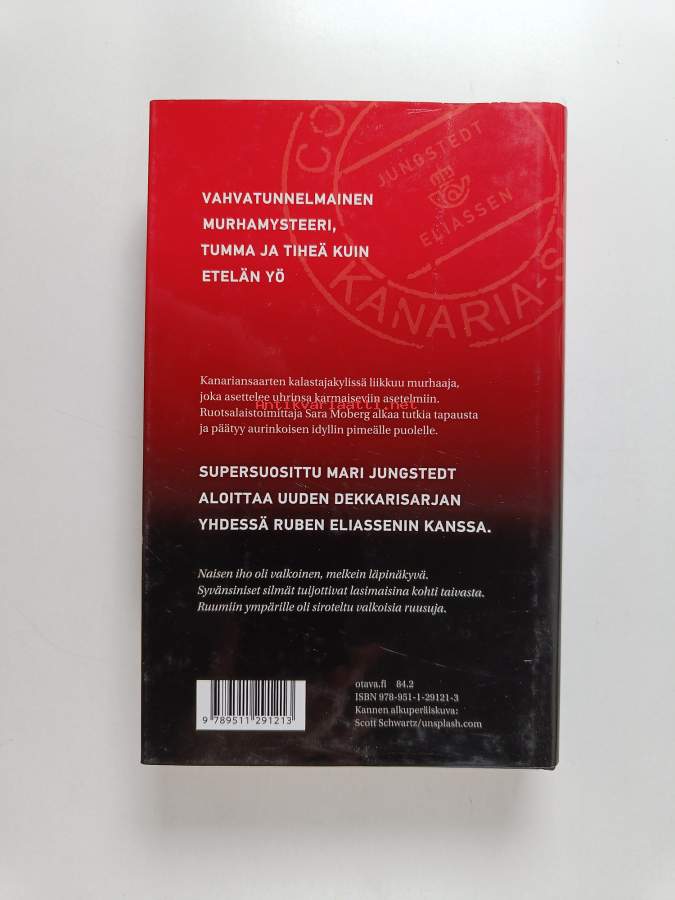 CO
JUNGSTEDT
ELIASSEN
KANARIA-S
VAHVATUNNELMAINEN
MURHAMYSTEERI,
TUMMA JA TIHEÄ KUIN
ETELÄN YÖ
Kanariansaarten kalastajakylissä liikkuu murhaaja,
joka asettelee uhrinsa karmaiseviin asetelmiin.
Antikvariaatti.net
Ruotsalaistoimittaja Sara Moberg alkaa tutkia tapausta
ja päätyy aurinkoisen idyllin pimeälle puolelle.
SUPERSUOSITTU MARI JUNGSTEDT
ALOITTAA UUDEN DEKKARISARJAN
YHDESSÄ RUBEN ELIASSENIN KANSSA.
Naisen iho oli valkoinen, melkein läpinäkyvä.
Syvänsiniset silmät tuijottivat lasimaisina kohti taivasta.
Ruumiin ympärille oli siroteltu valkoisia ruusuja.
otava.fi 84.2
ISBN 978-951-1-29121-3
Kannen alkuperäiskuva:
Scott Schwartz/unsplash.com
9 789511 291213